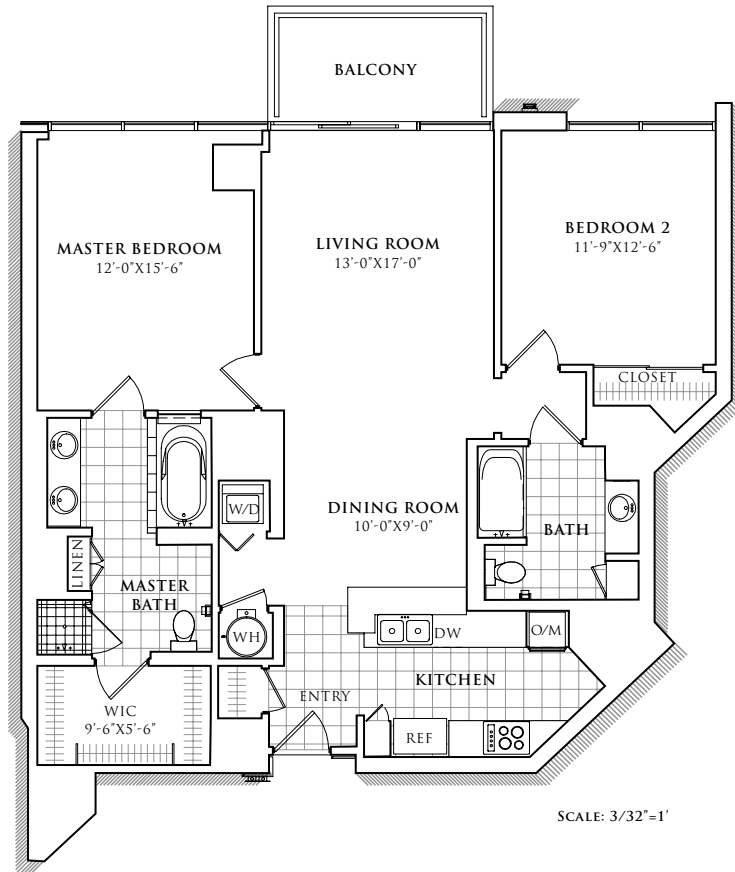 BALCONY
MASTER BEDROOM
12'-0"X15'-6"
LIVING ROOM
13'-0"X17'-0"
BEDROOM 2
11'-9"X12'-6"
CLOSET
W/D
DINING ROOM
10'-0"X9'-0"
BATH
LINEN
MASTER
BATH
WH
DW
O/M
KITCHEN
ENTRY
WIC
9'-6"X5'-6"
REF
SCALE: 3/32"=1'